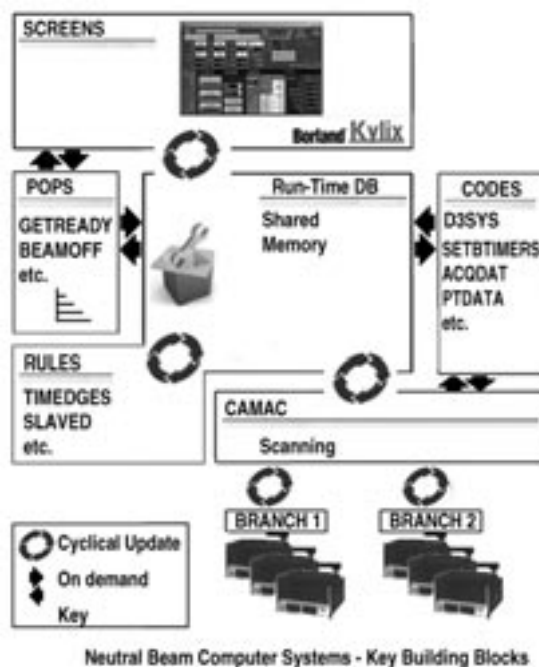 SCREENS
Borland Kylix
POPS
GETREADY
BEAMOFF
etc.
Run-Time DB
Shared
Memory
CODES
D3SYS
SETBTIMERS
ACQDAT
PTDATA
etc.
RULES
TIMEDGES
SLAVED
etc.
CAMAC
Scanning
BRANCH 1
BRANCH 2
Cyclical Update
On demand
Key
Neutral Beam Computer Systems - Key Building Blocks